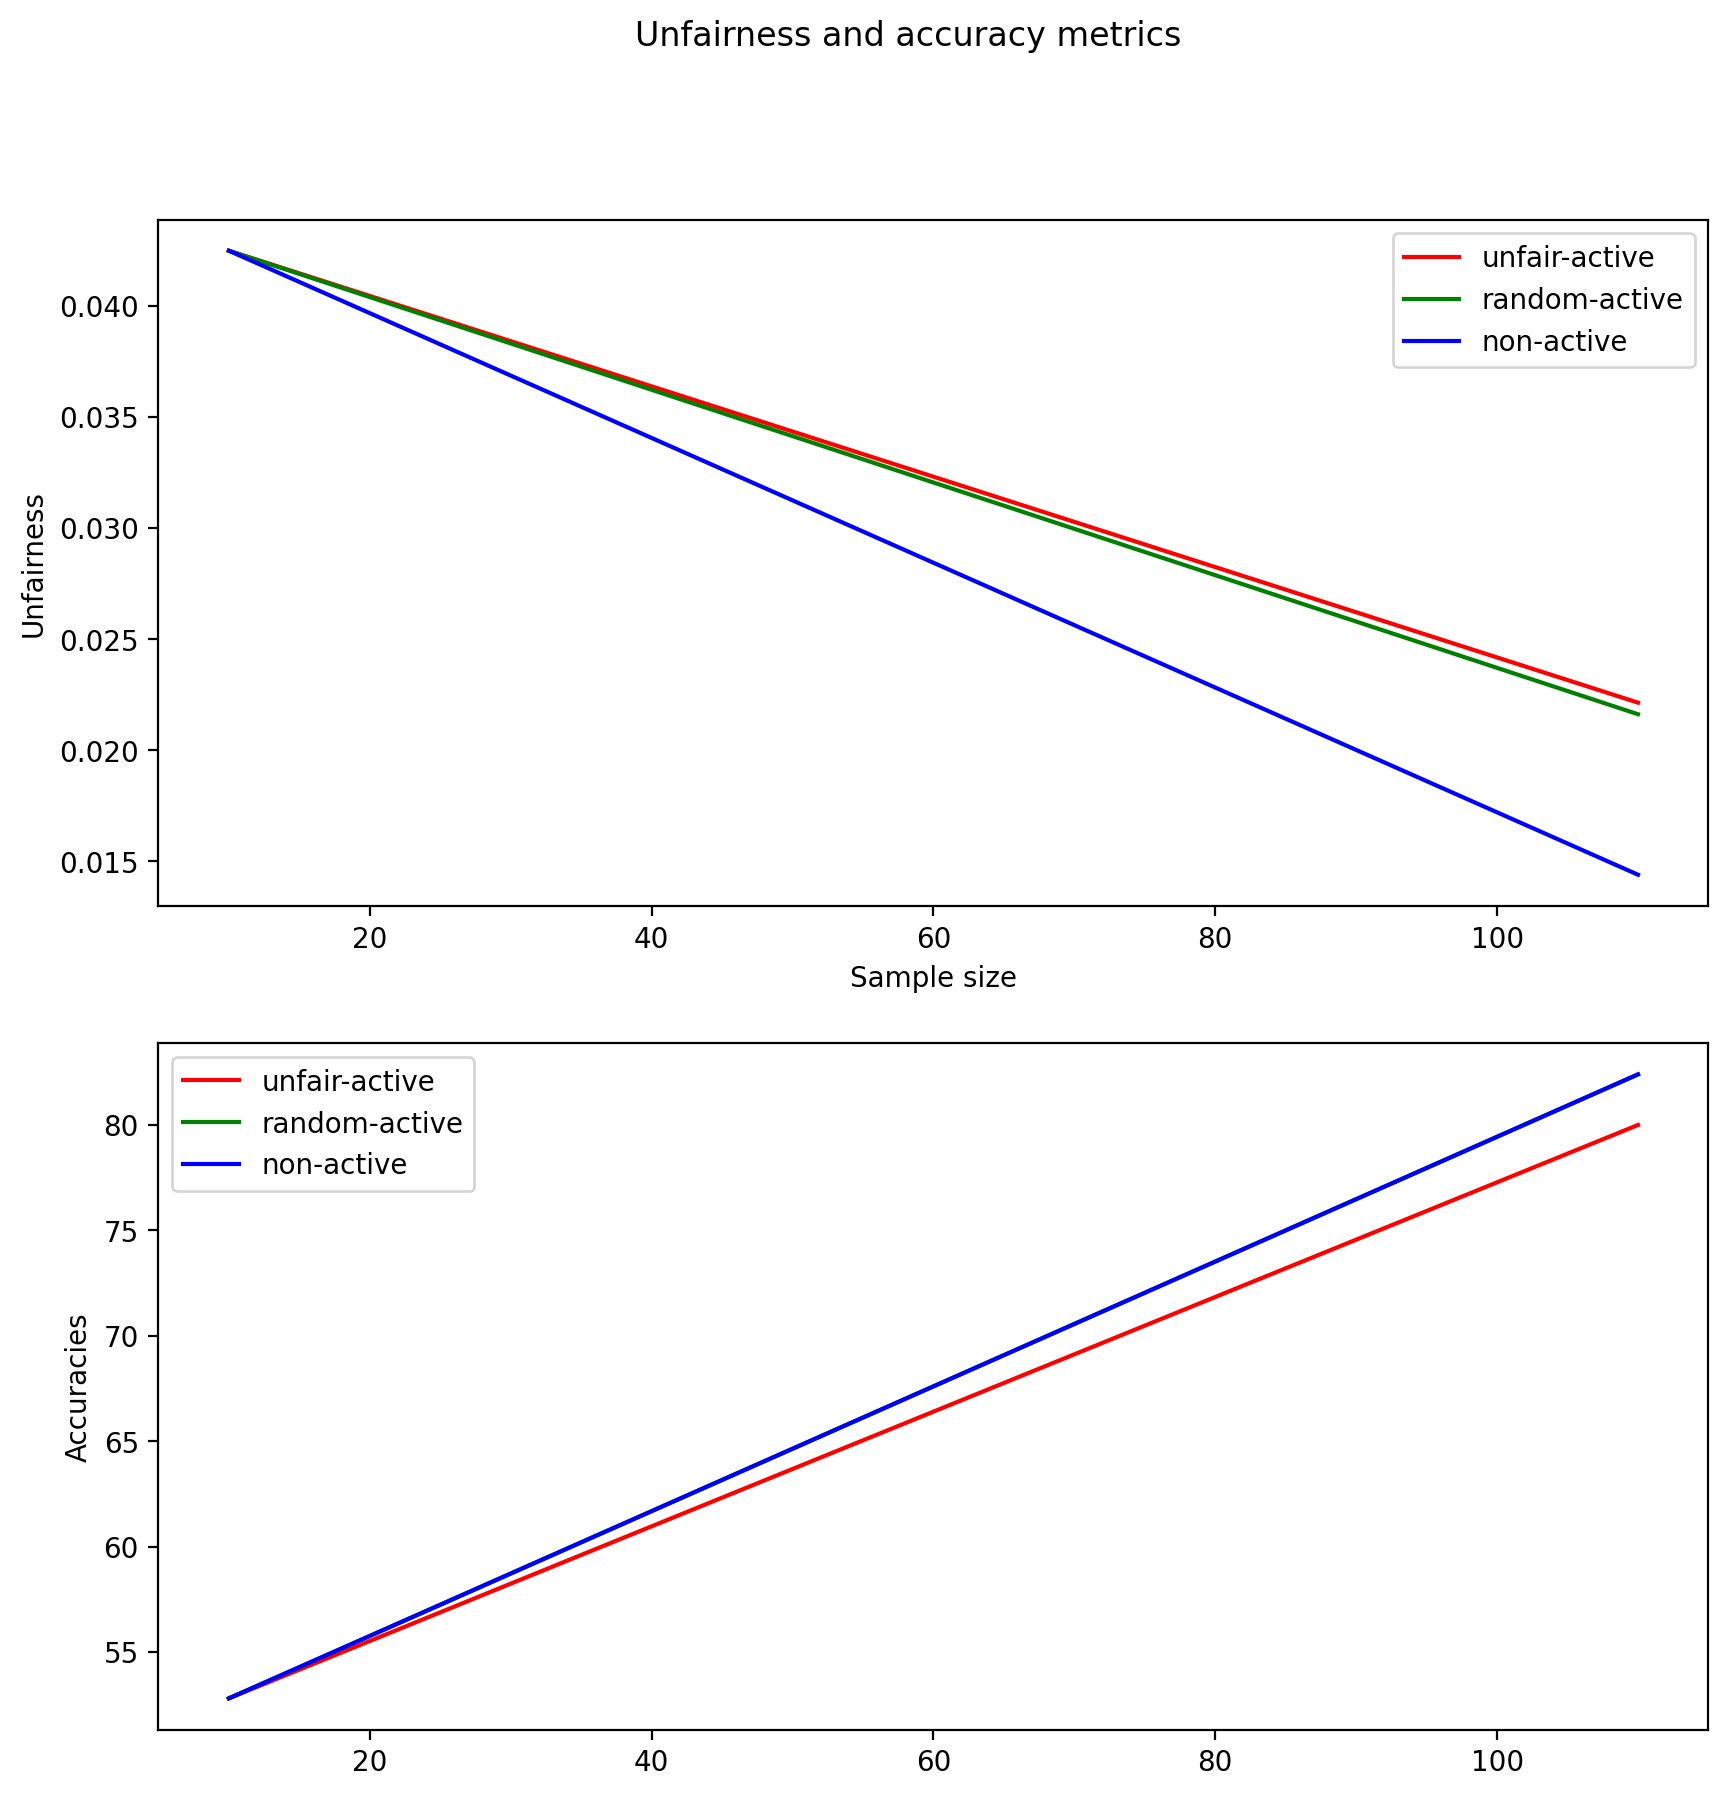 Unfairness and accuracy metrics
unfair-active
random-active
non-active
0.040
0.035
0.030
0.025
0.020
0.015
Unfairness
20 40 60 80 100
Sample size
unfair-active
random-active
non-active
80
75
70
65
60
55
Accuracies
20 40 60 80 100